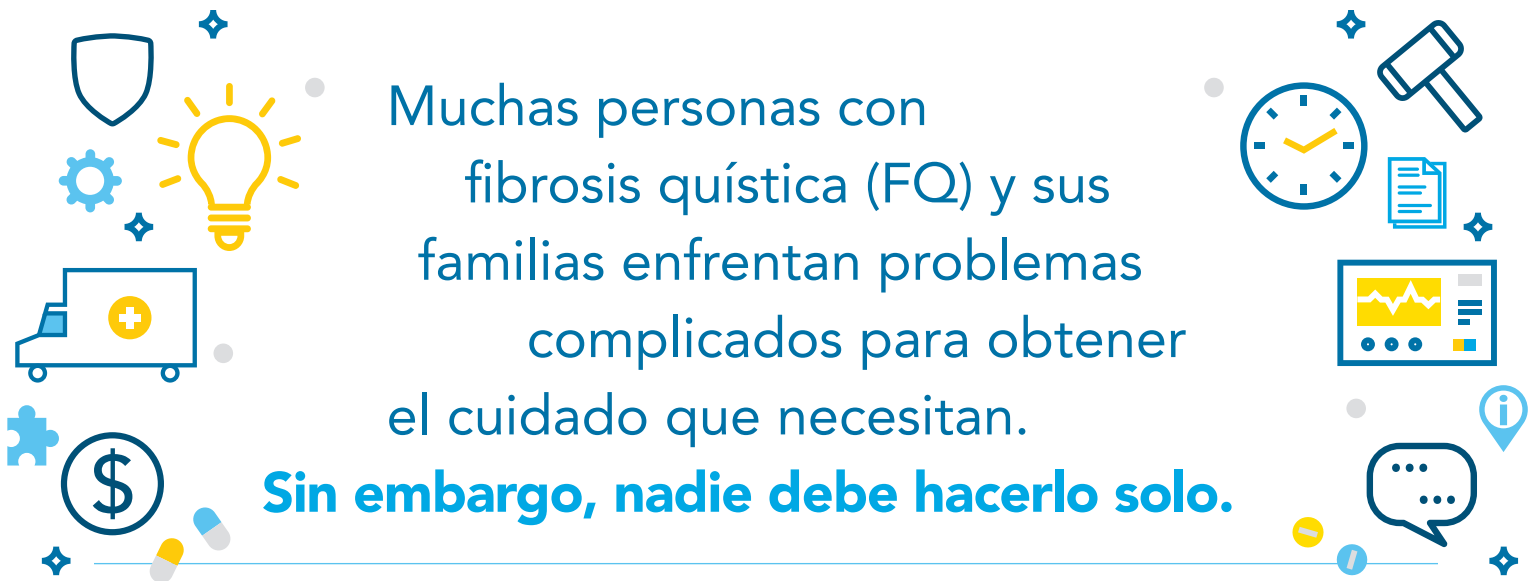 Muchas personas con
fibrosis quística (FQ) y sus
familias enfrentan problemas
complicados para obtener
el cuidado que necesitan.
Sin embargo, nadie debe hacerlo solo.